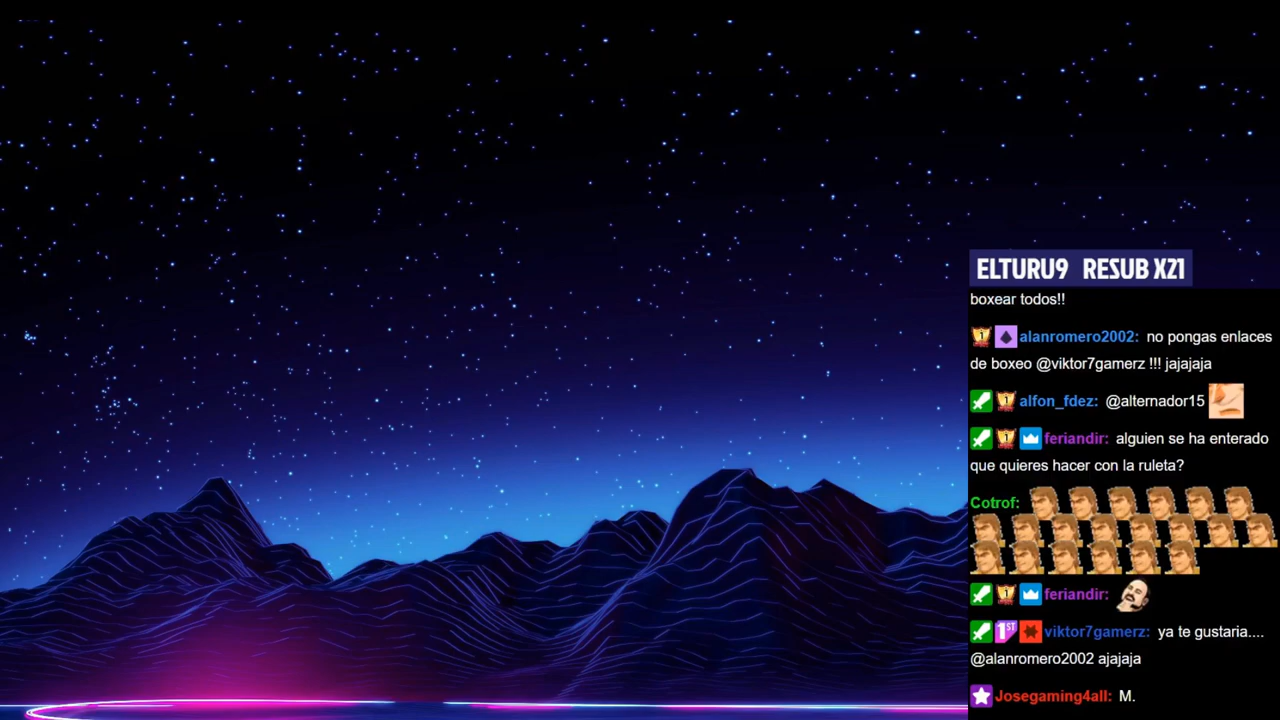 ELTURU9 RESUB X21
boxear todos!!
alanromero2002: no pongas enlaces
de boxeo @viktor7gamerz !!! jajajaja
alfon_fdez: @alternador15
feriandir: alguien se ha enterado
que quieres hacer con la ruleta?
Cotrof:
feriandir:
1ST viktor7gamerz: ya te gustaria....
@alanromero2002 ajajaja
Josegaming4all: M.